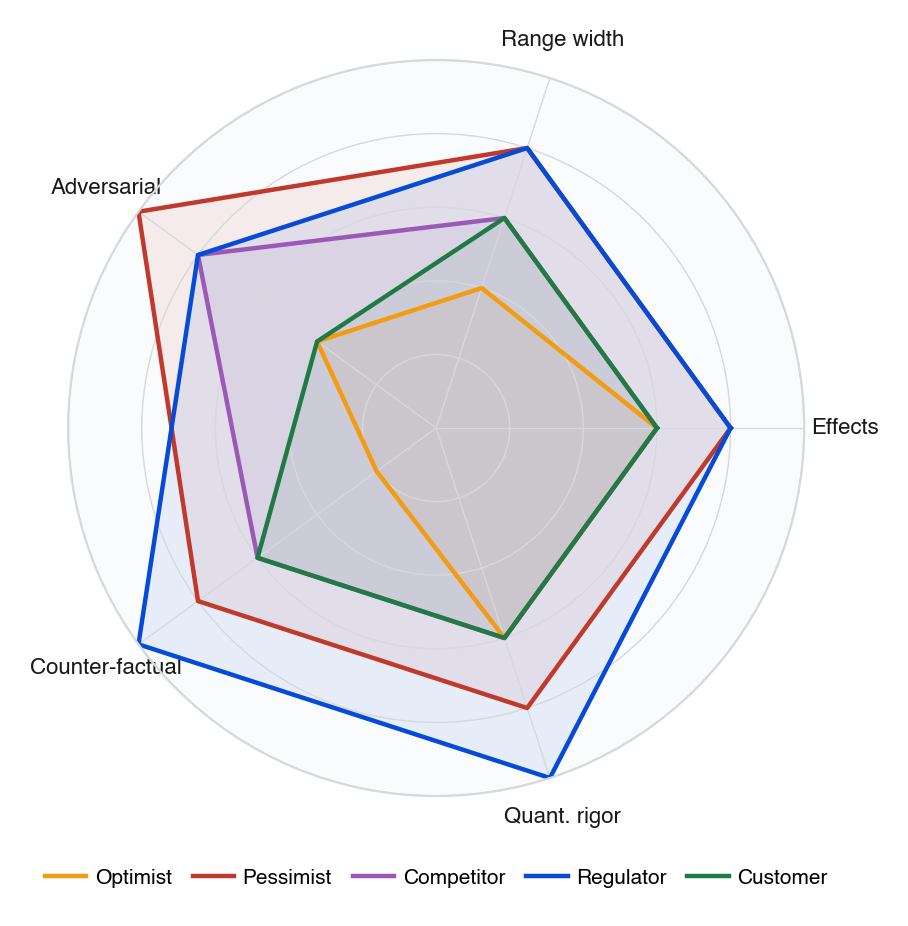 Range width
Adversarial
Effects
Counter-factual
Quant. rigor
Optimist Pessimist Competitor Regulator Customer